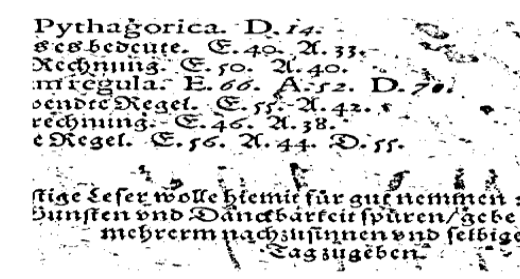 Pythagorica. D. 14.
s es bedeute. E. 40. A. 33.
Rechnung. E. 50. A. 40.
regula. E. 66. A. 52. D. 70.
Regel. E. 55. A. 42.
rechnung. E. 46. A. 38.
e Regel. E. 56. A. 44. D. 55.
stige Leser wolle hiemit für gut nemmen
Gunsten vnd Danckbarkeit spüren/ gebe
mehrerm nachzusinnen vnd selbige
Tag zugeben.